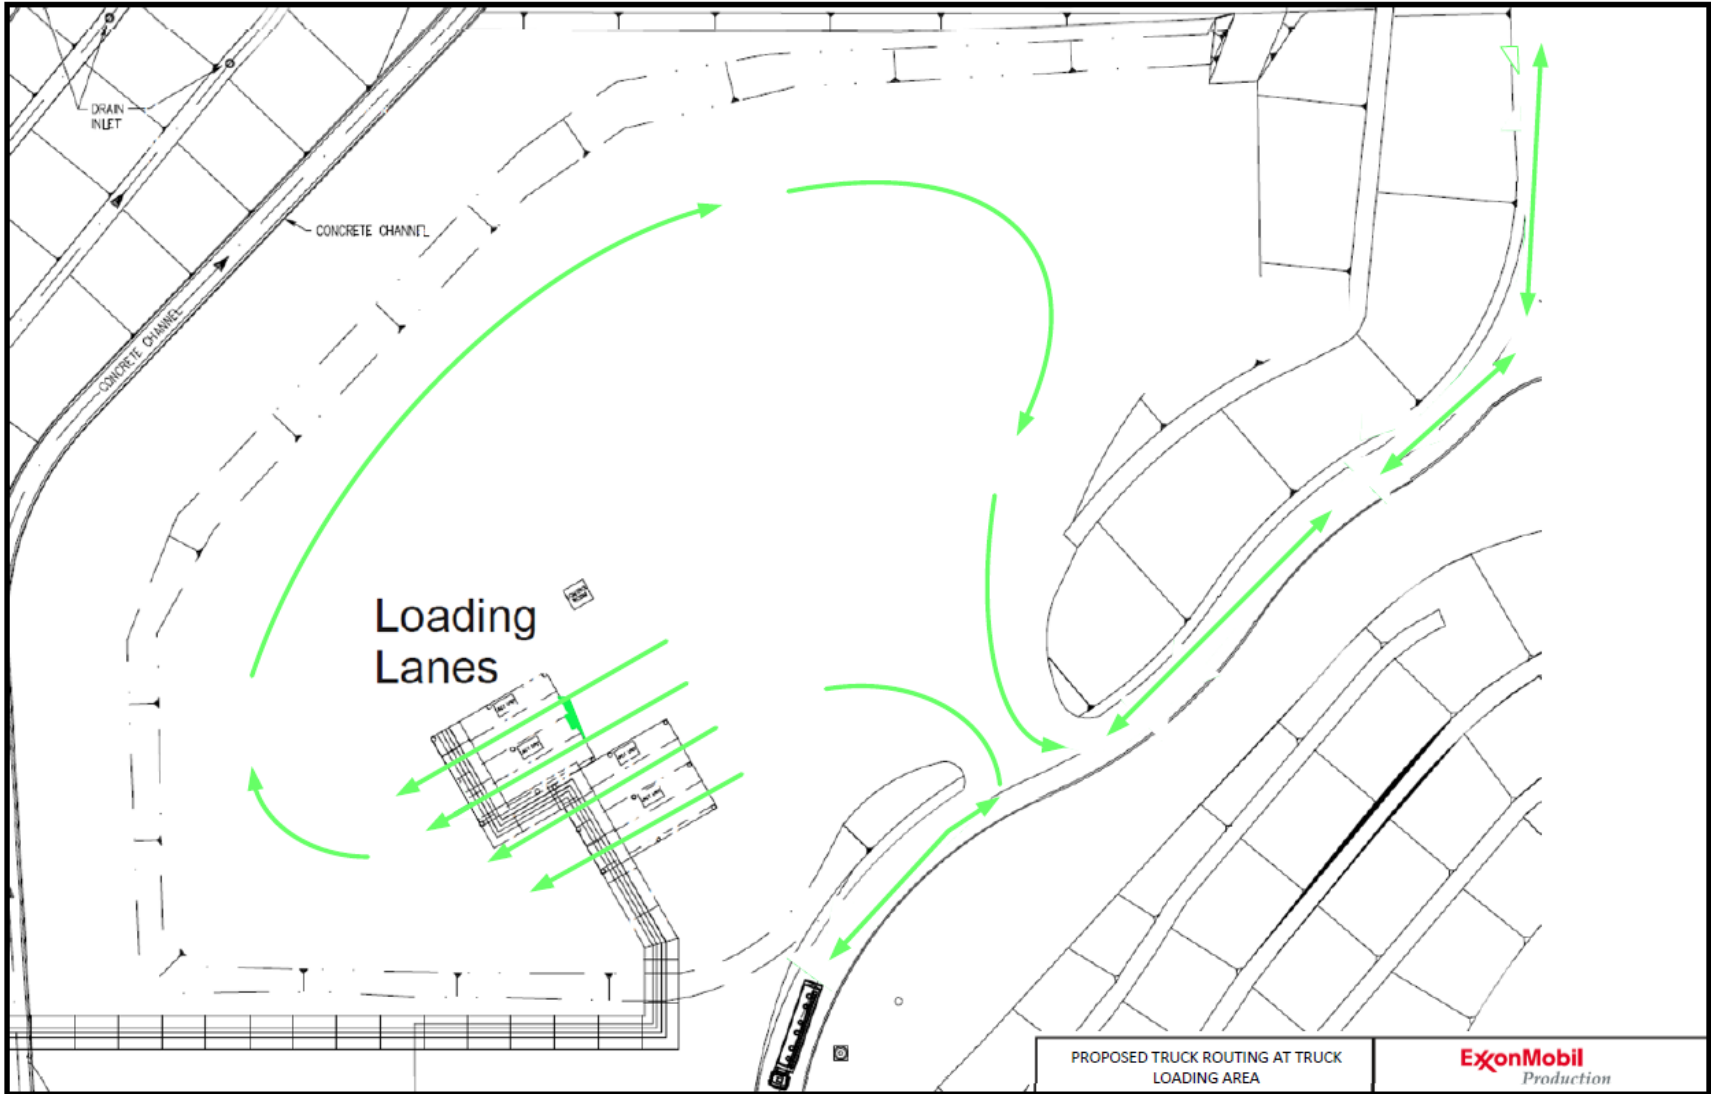 DRAIN
INLET
CONCRETE CHANNEL
CONCRETE CHANNEL
Loading
Lanes
PROPOSED TRUCK ROUTING AT TRUCK
LOADING AREA
ExxonMobil
Production